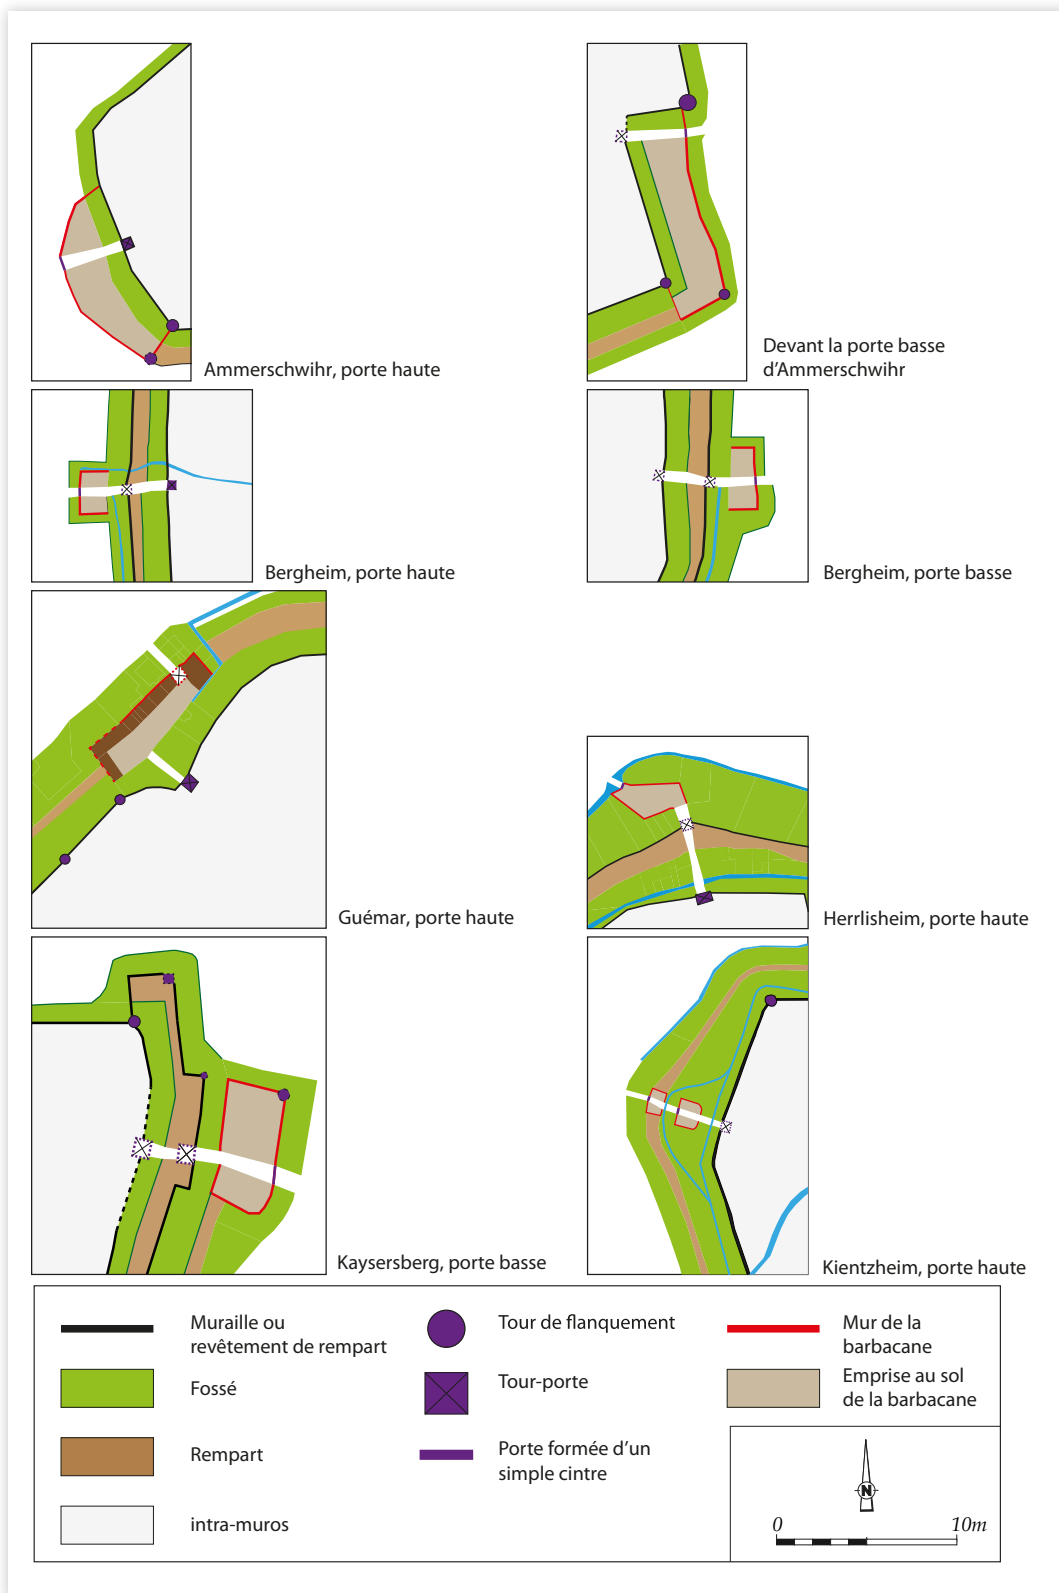 Ammerschwihr, porte haute
Devant la porte basse
d’Ammerschwihr
Bergheim, porte haute
Bergheim, porte basse
Guémar, porte haute
Herrlisheim, porte haute
Kaysersberg, porte basse
Kientzheim, porte haute
Muraille ou
revêtement de rempart
Fossé
Rempart
intra-muros
Tour de flanquement
Tour-porte
Porte formée d’un
simple cintre
Mur de la
barbacane
Emprise au sol
de la barbacane
N
0 10m